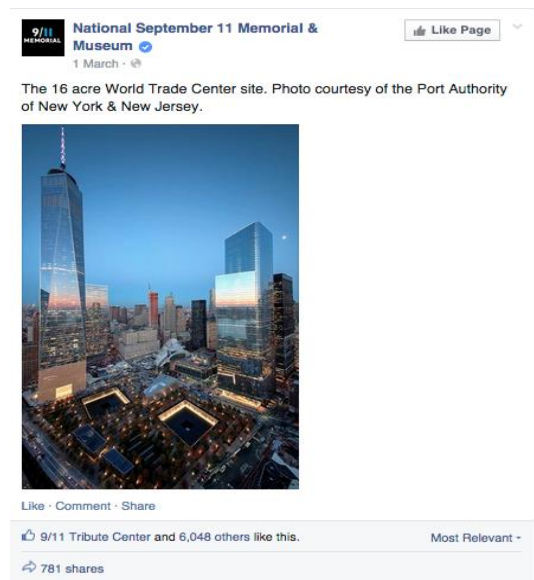 9/11
MEMORIAL
National September 11 Memorial &
Museum
Like Page
1 March ·
The 16 acre World Trade Center site. Photo courtesy of the Port Authority
of New York & New Jersey.
Like · Comment · Share
9/11 Tribute Center and 6,048 others like this.
Most Relevant
781 shares